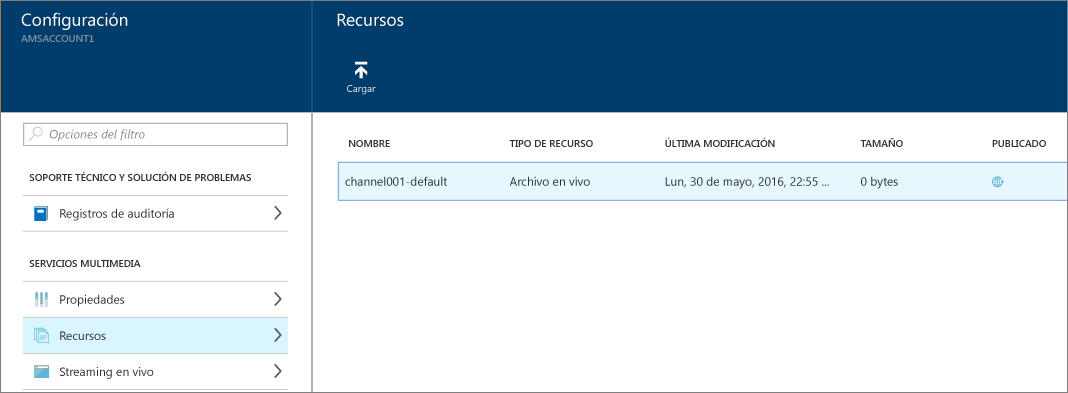 Configuración
AMSACCOUNT1
Recursos
Cargar
Opciones del filtro
SOPORTE TÉCNICO Y SOLUCIÓN DE PROBLEMAS
Registros de auditoría
SERVICIOS MULTIMEDIA
Propiedades
Recursos
Streaming en vivo
NOMBRE TIPO DE RECURSO ÚLTIMA MODIFICACIÓN TAMAÑO PUBLICADO
channel001-default Archivo en vivo Lun, 30 de mayo, 2016, 22:55 ... 0 bytes